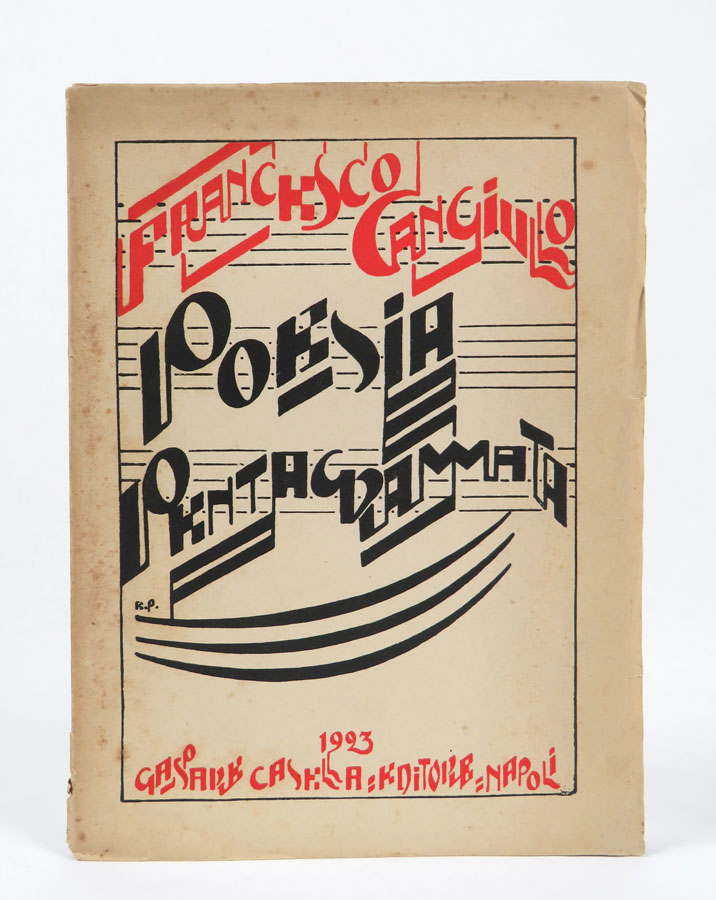 FRANCESCO
CANGIULLO
POESIA
PENTAGRAMMATA
E.P.
1923
GASPARE CASELLA=EDITORE=NAPOLI